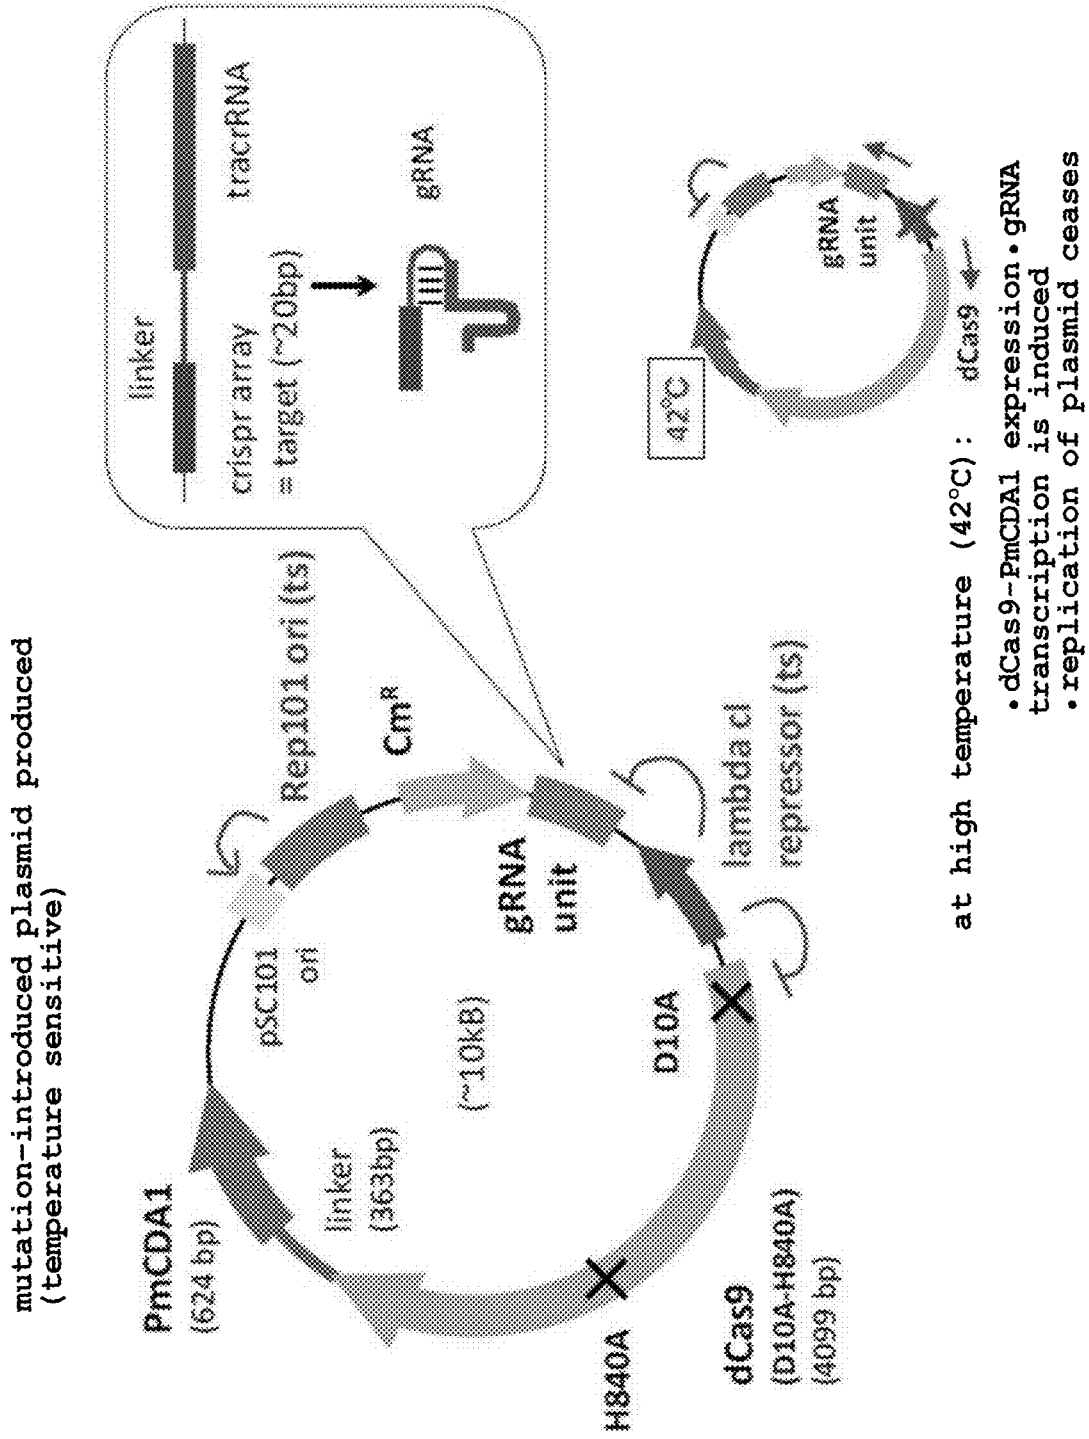 mutation-introduced plasmid produced
(temperature sensitive)
PmCDA1
(624 bp)
linker
(363bp)
pSC101
ori
Rep101 ori (ts)
Cm^R
(~10kB)
gRNA
unit
H840A
D10A
dCas9
(D10A-H840A)
(4099 bp)
lambda cI
repressor (ts)
linker
crispr array
= target (~20bp)
tracrRNA
gRNA
42°C
gRNA
unit
dCas9
at high temperature (42°C):
•dCas9-PmCDA1 expression•gRNA
transcription is induced
•replication of plasmid ceases